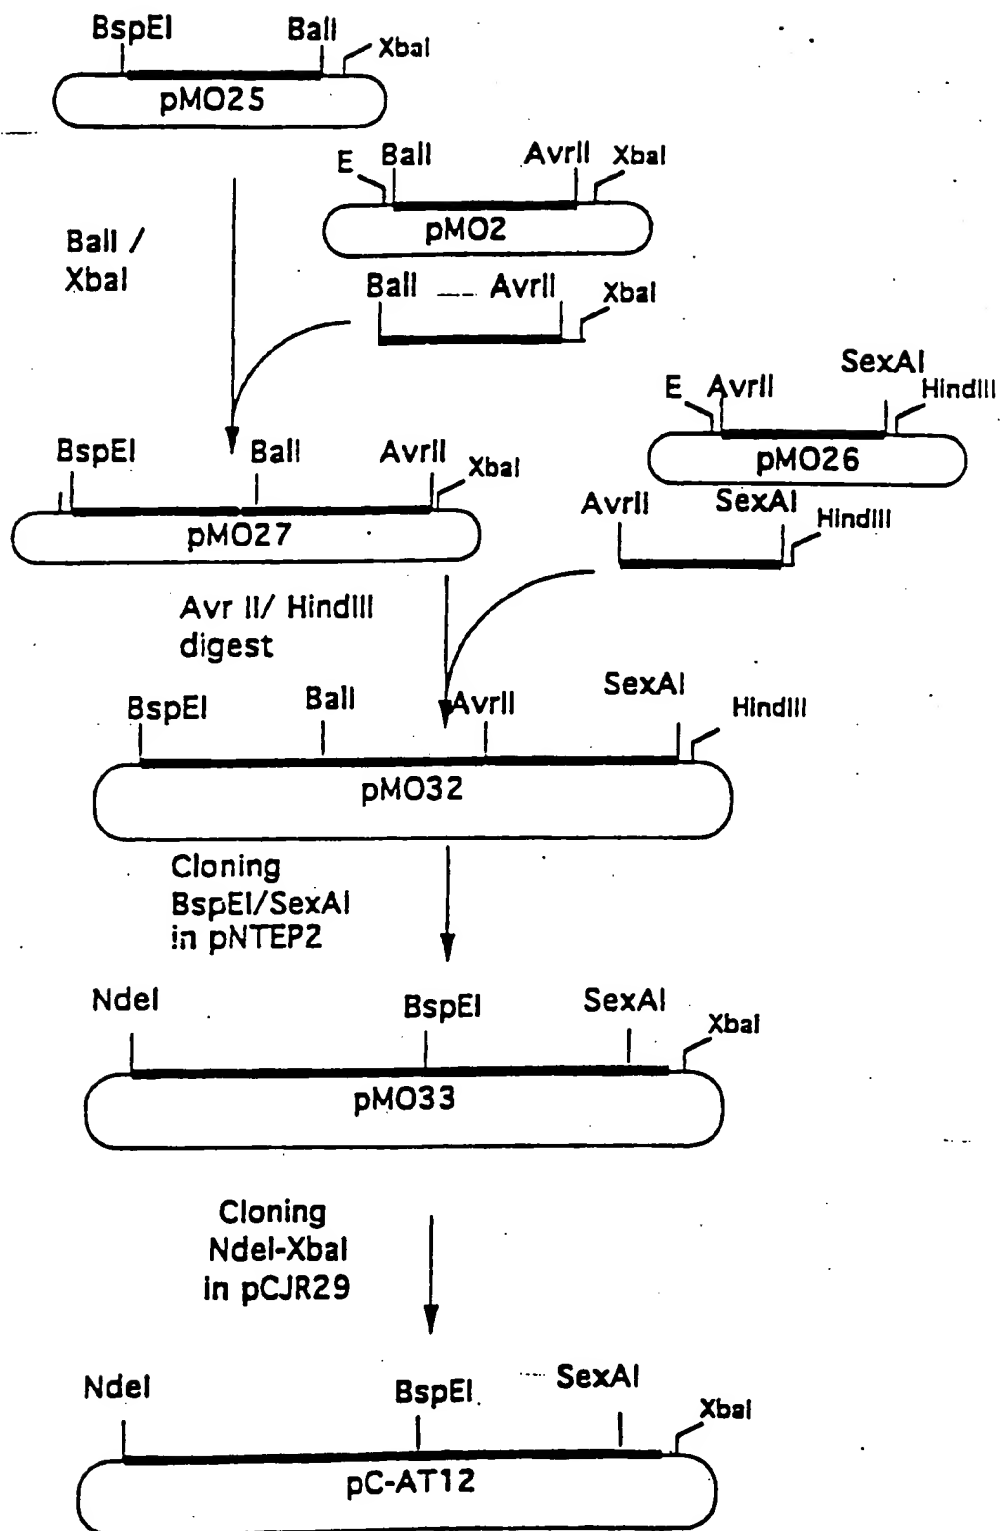 BspEI BalI XbaI
pMO25
E BalI AvrII XbaI
pMO2
BalI /
XbaI
BalI AvrII XbaI
E AvrII SexAI HindIII
pMO26
BspEI BalI AvrII XbaI
pMO27
AvrII SexAI HindIII
Avr II/ HindIII
digest
BspEI BalI AvrII SexAI HindIII
pMO32
Cloning
BspEI/SexAI
in pNTEP2
NdeI BspEI SexAI XbaI
pMO33
Cloning
NdeI-XbaI
in pCJR29
NdeI BspEI SexAI XbaI
pC-AT12